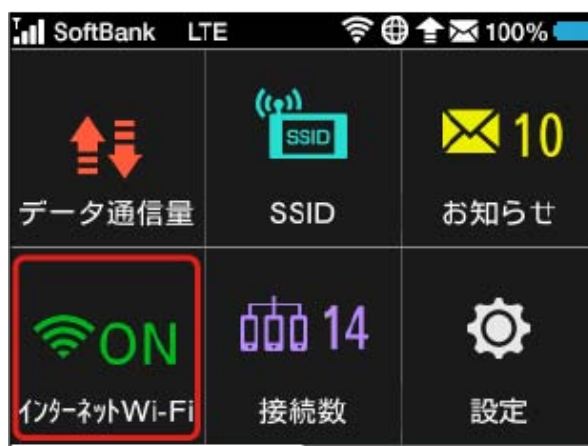 SoftBank LTE 100%
SSID
10
データ通信量 SSID お知らせ
ON 14
インターネットWi-Fi 接続数 設定